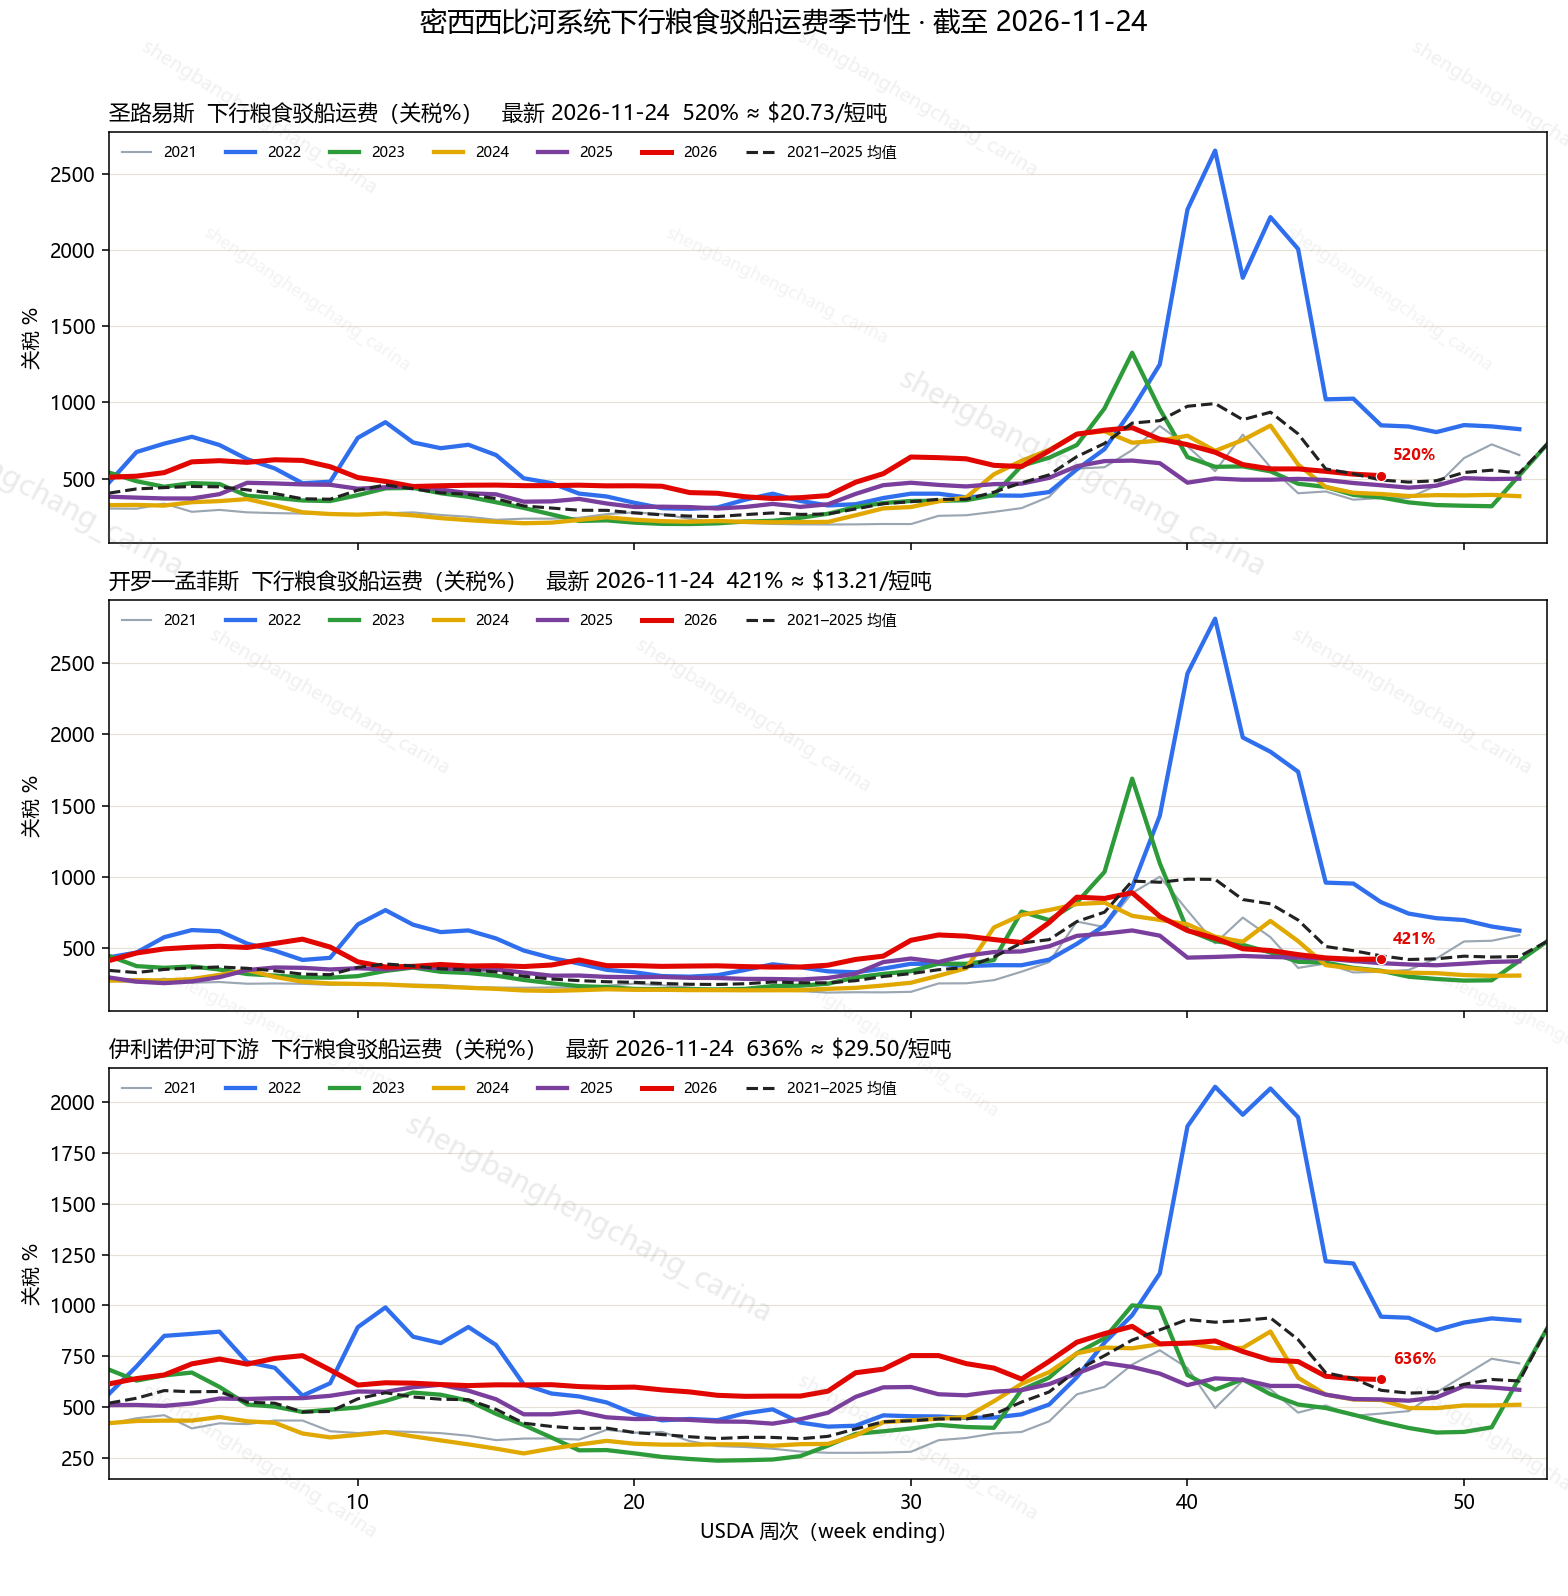 密西西比河系统下行粮食驳船运费季节性 · 截至 2026-11-24
圣路易斯 下行粮食驳船运费（关税%） 最新 2026-11-24 520% ≈ $20.73/短吨
2021 2022 2023 2024 2025 2026 2021–2025 均值
2500
2000
1500
1000
500
关税 %
520%
开罗—孟菲斯 下行粮食驳船运费（关税%） 最新 2026-11-24 421% ≈ $13.21/短吨
2021 2022 2023 2024 2025 2026 2021–2025 均值
2500
2000
1500
1000
500
关税 %
421%
伊利诺伊河下游 下行粮食驳船运费（关税%） 最新 2026-11-24 636% ≈ $29.50/短吨
2021 2022 2023 2024 2025 2026 2021–2025 均值
2000
1750
1500
1250
1000
750
500
250
关税 %
636%
10 20 30 40 50
USDA 周次（week ending）
shengbanghengchang_carina